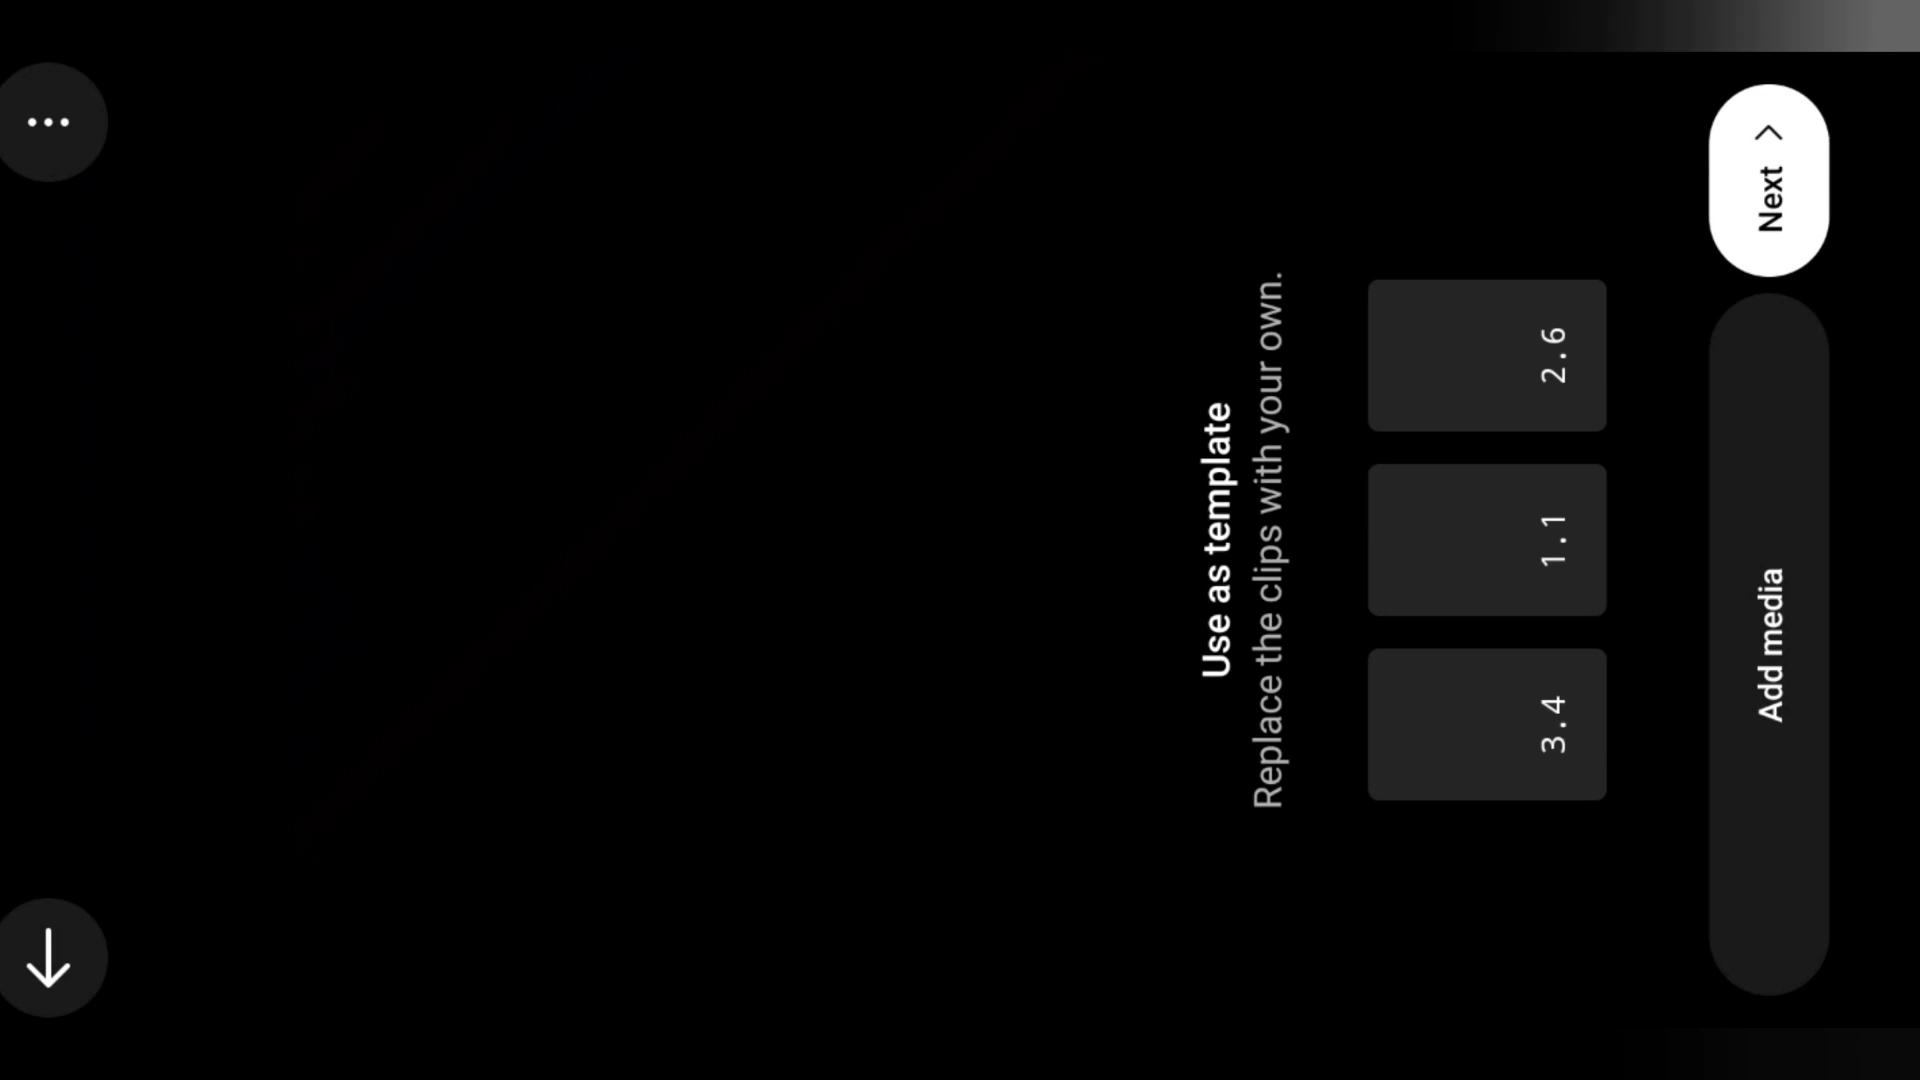 Use as template
Replace the clips with your own.
3.4
1.1
2.6
Add media
Next